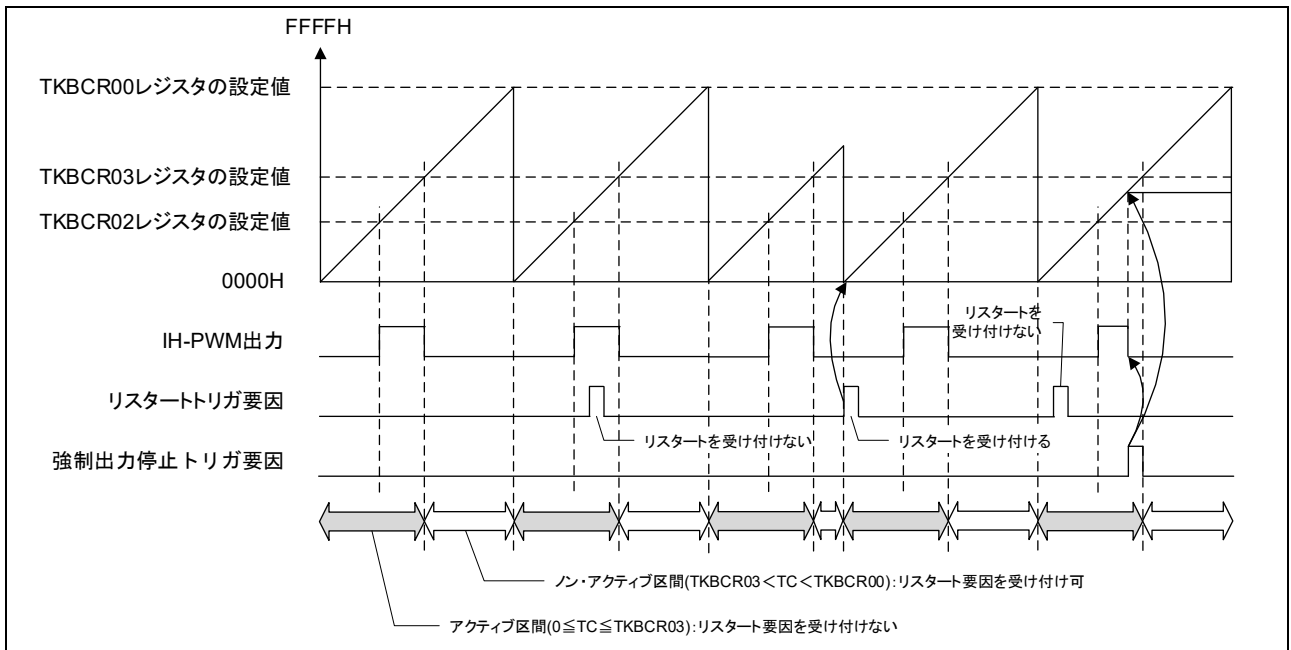 FFFFH
TKBCR00レジスタの設定値
TKBCR03レジスタの設定値
TKBCR02レジスタの設定値
0000H
リスタートを
受け付けない
IH-PWM出力
リスタートトリガ要因
リスタートを受け付けない
リスタートを受け付ける
強制出力停止トリガ要因
ノン・アクティブ区間(TKBCR03<TC<TKBCR00):リスタート要因を受け付け可
アクティブ区間(0≦TC≦TKBCR03):リスタート要因を受け付けない